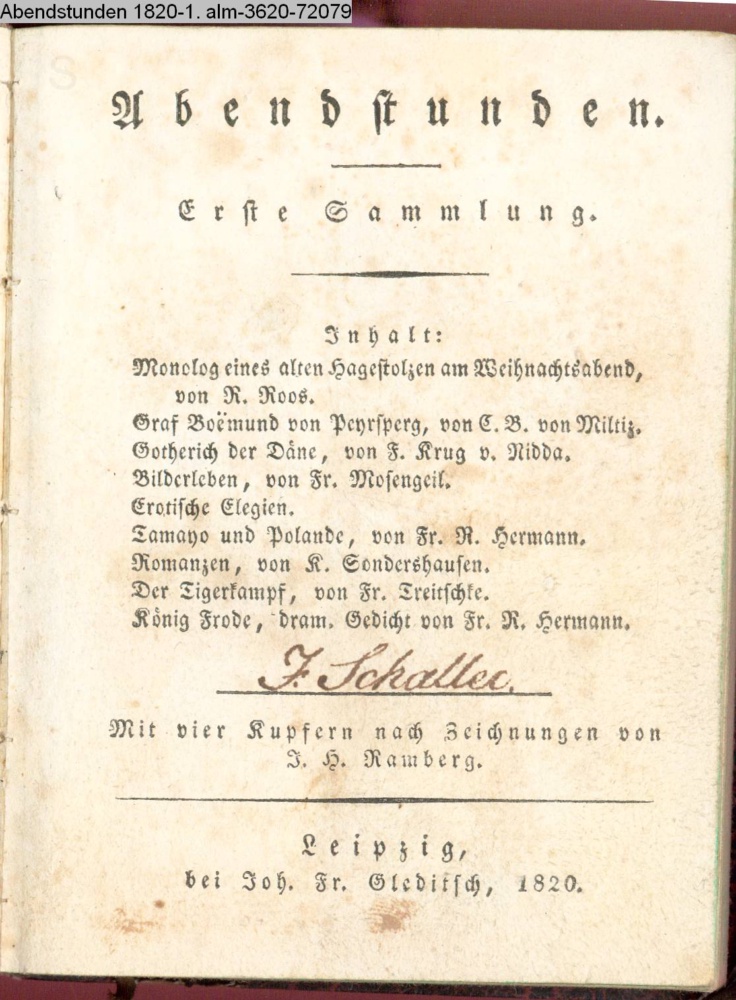 Abendstunden 1820-1. alm-3620-72079
Abendstunden.
Erste Sammlung.
Inhalt:
Monolog eines alten Hagestolzen am Weihnachtsabend,
von R. Roos.
Graf Boëmund von Peyrsperg, von C. B. von Miltiz.
Gotherich der Däne, von F. Krug v. Nidda.
Bilderleben, von Fr. Mosengeil.
Erotische Elegien.
Tamayo und Polande, von Fr. R. Hermann.
Romanzen, von K. Sondershausen.
Der Tigerkampf, von Fr. Treitschke.
König Frode, dram. Gedicht von Fr. R. Hermann.
F. Schaller.
Mit vier Kupfern nach Zeichnungen von
J. H. Ramberg.
Leipzig,
bei Joh. Fr. Gleditsch, 1820.